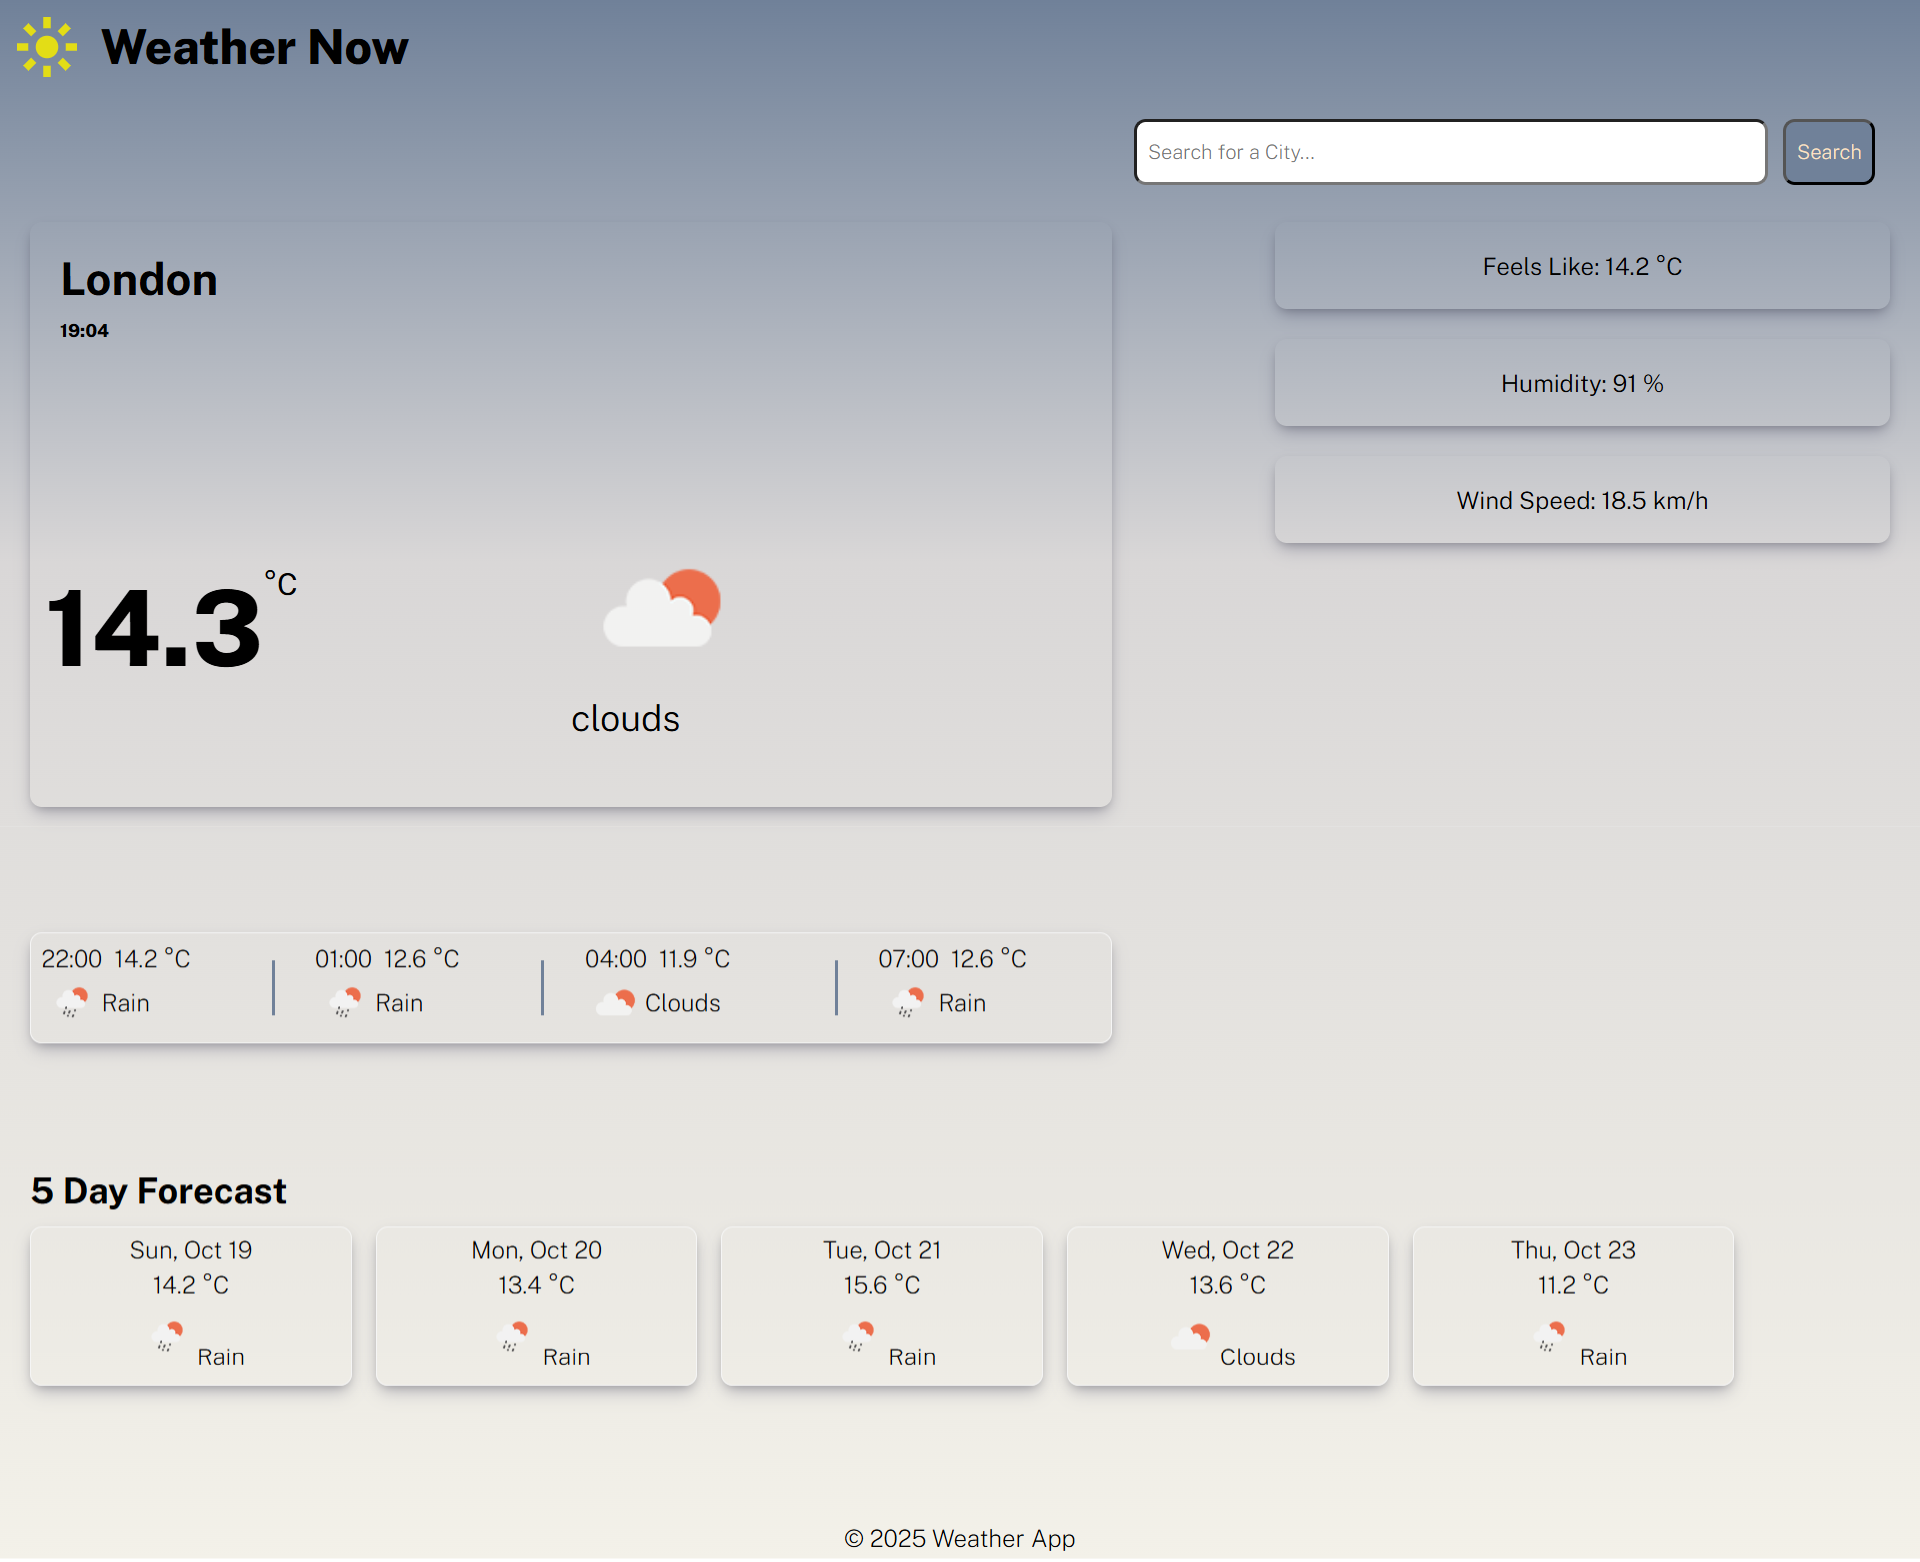 Weather Now
Search for a City...
Search
London
19:04
14.3 °C
clouds
Feels Like: 14.2 °C
Humidity: 91 %
Wind Speed: 18.5 km/h
22:00 14.2 °C
Rain
01:00 12.6 °C
Rain
04:00 11.9 °C
Clouds
07:00 12.6 °C
Rain
5 Day Forecast
Sun, Oct 19
14.2 °C
Rain
Mon, Oct 20
13.4 °C
Rain
Tue, Oct 21
15.6 °C
Rain
Wed, Oct 22
13.6 °C
Clouds
Thu, Oct 23
11.2 °C
Rain
© 2025 Weather App